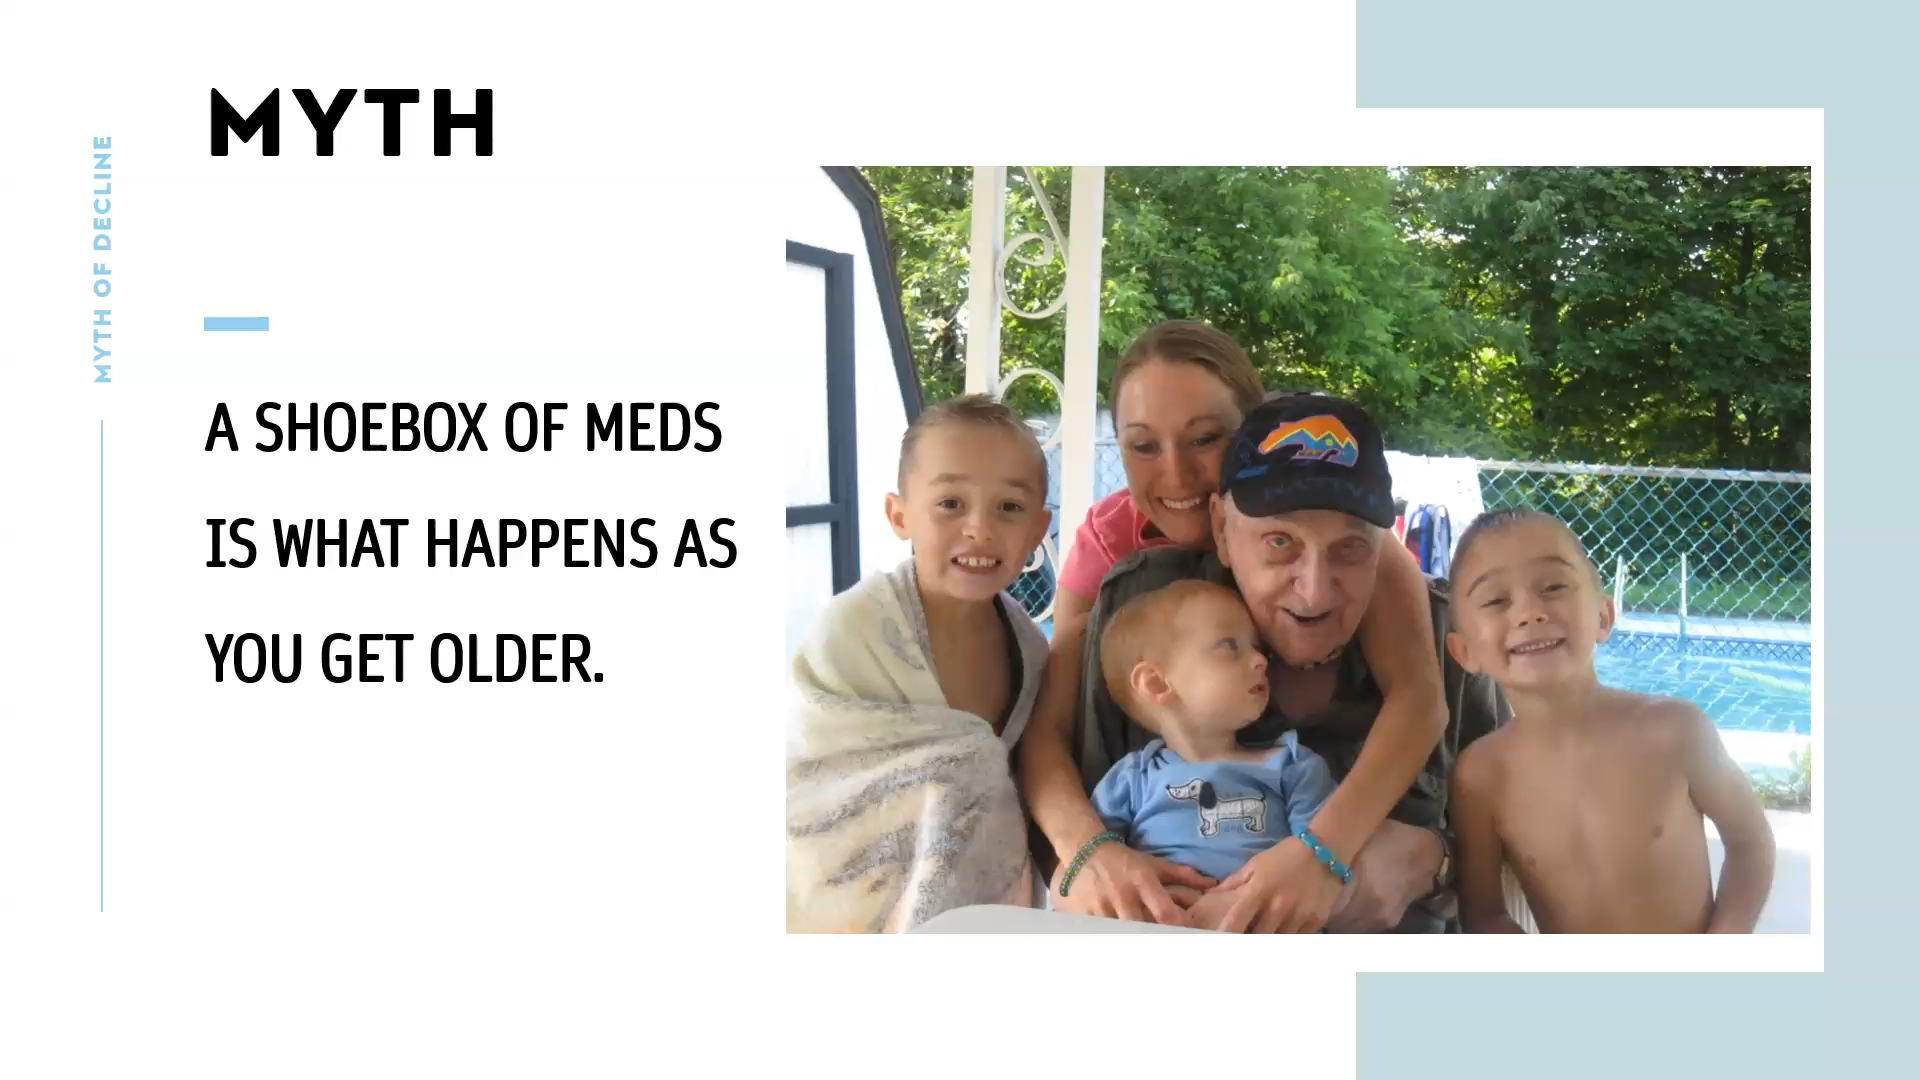 MYTH
MYTH OF DECLINE
A SHOEBOX OF MEDS
IS WHAT HAPPENS AS
YOU GET OLDER.